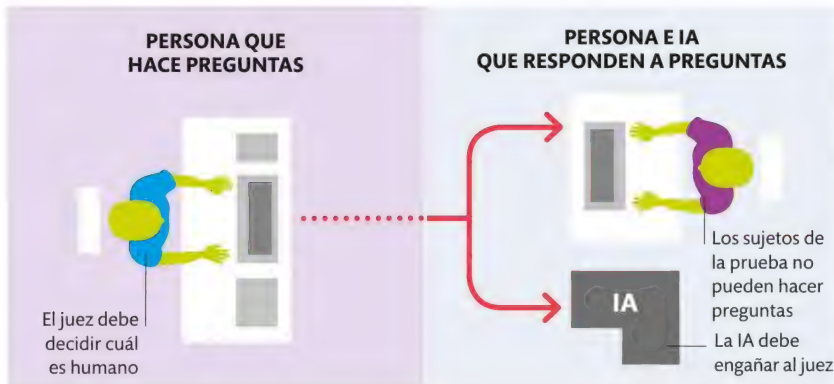 PERSONA QUE
HACE PREGUNTAS
El juez debe
decidir cuál
es humano
PERSONA E IA
QUE RESPONDEN A PREGUNTAS
Los sujetos de
la prueba no
pueden hacer
preguntas
IA
La IA debe
engañar al juez